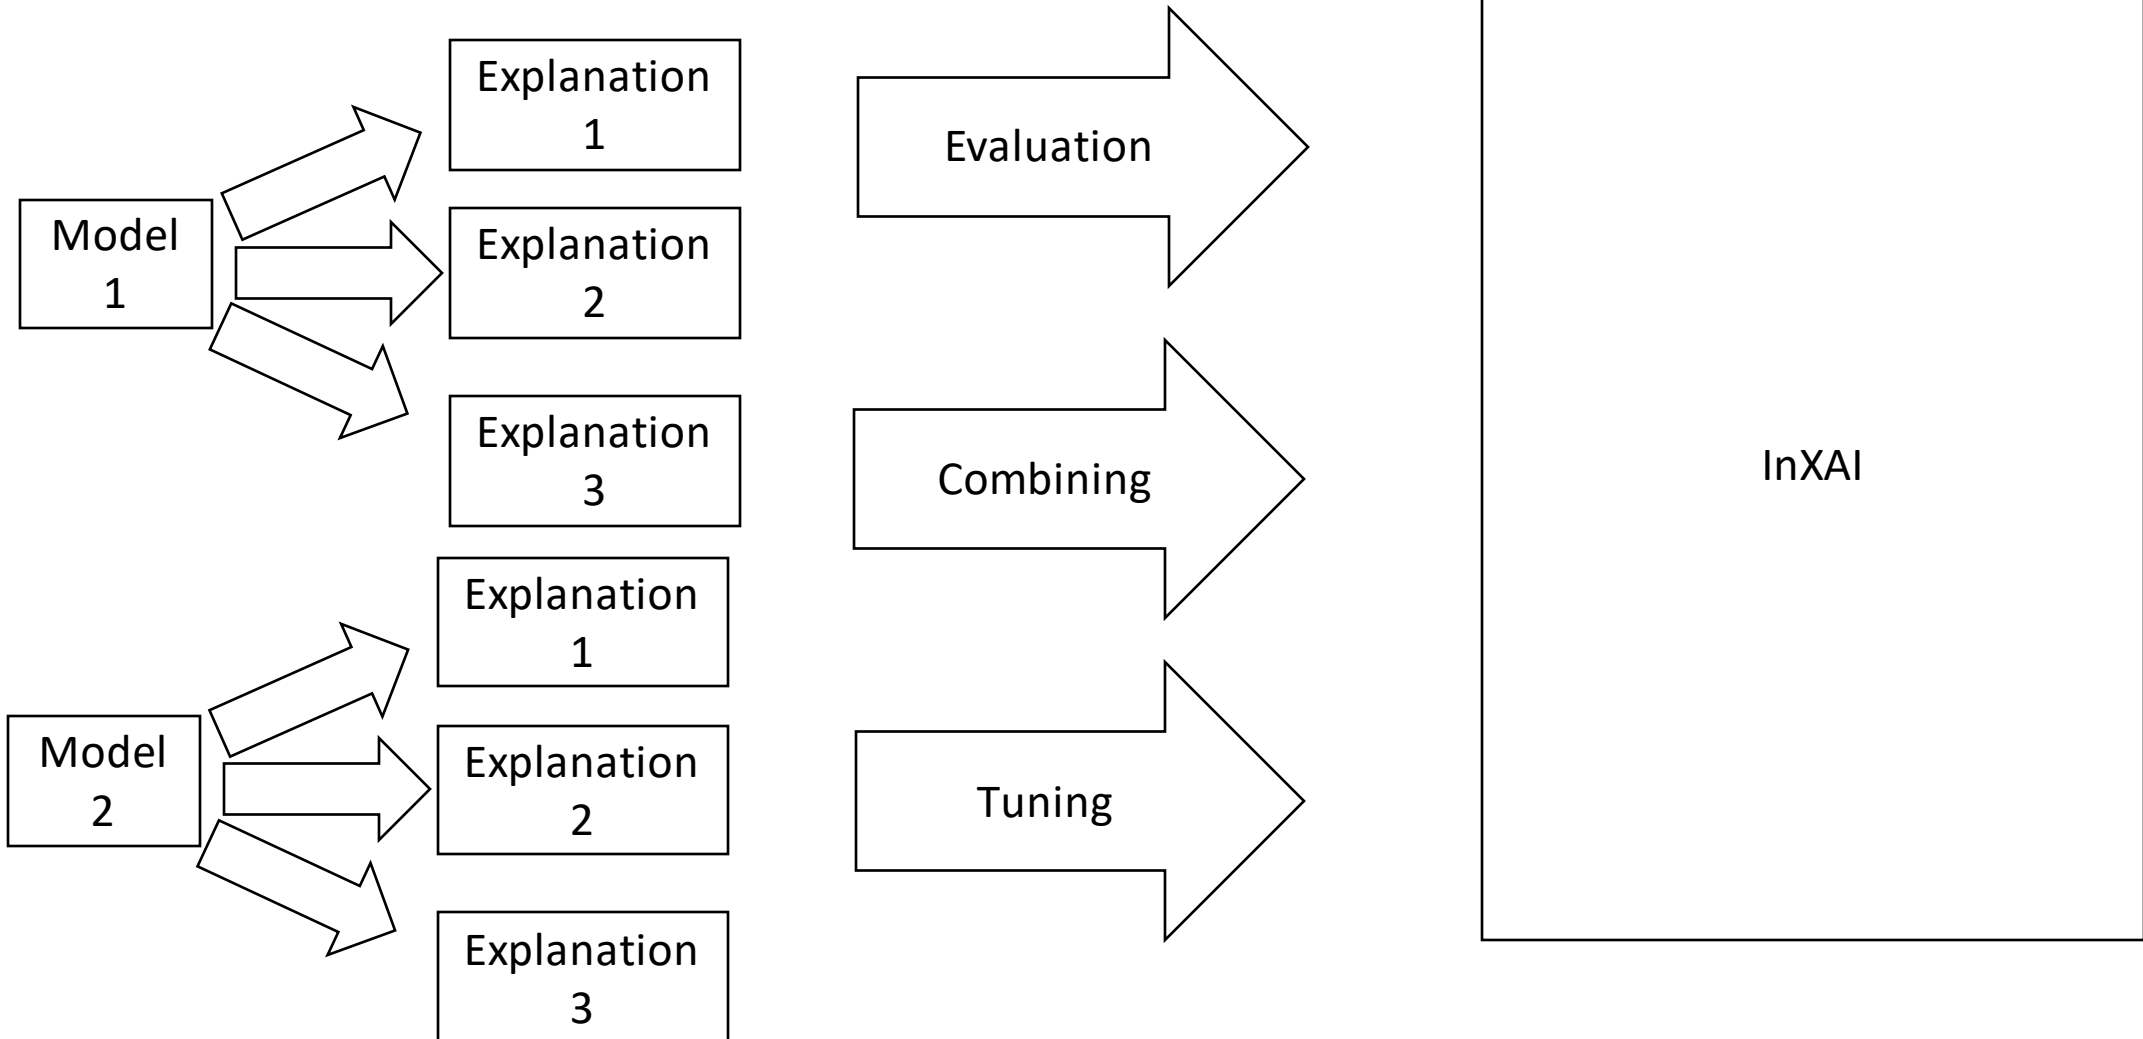 Model
1
Explanation
1
Explanation
2
Explanation
3
Model
2
Explanation
1
Explanation
2
Explanation
3
Evaluation
Combining
Tuning
InXAI